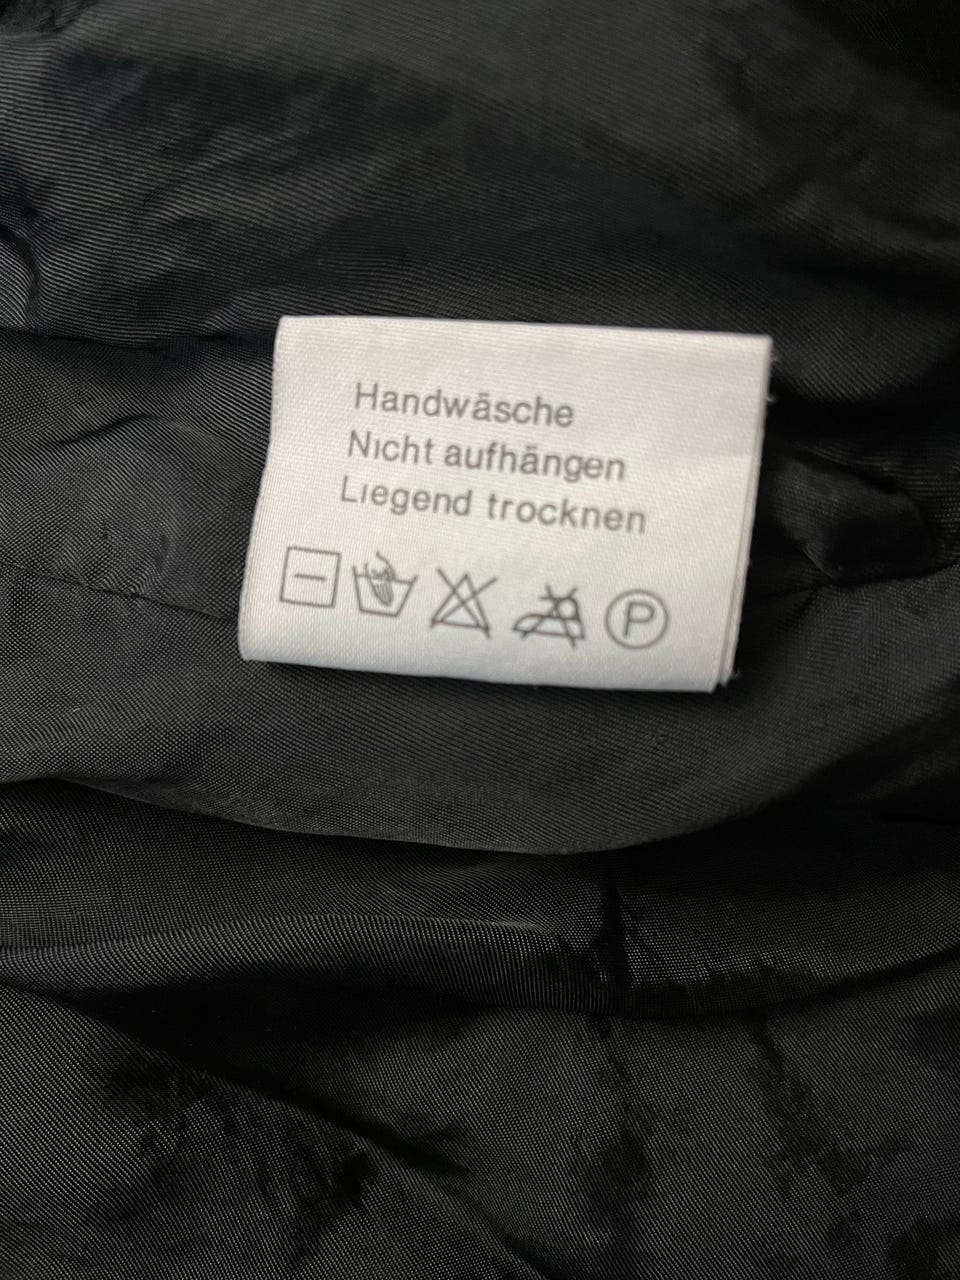 Handwäsche
Nicht aufhängen
Liegend trocknen
P